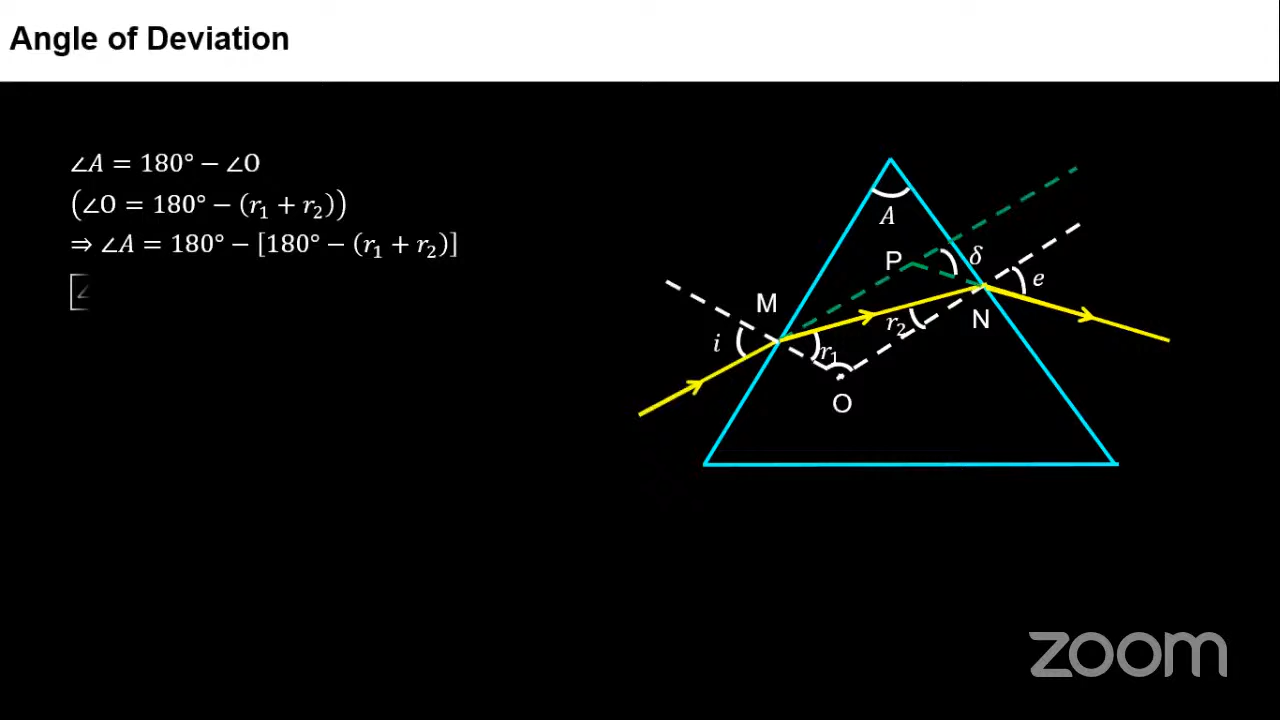 Angle of Deviation
∠A = 180° − ∠O
(∠O = 180° − (r₁ + r₂))
⇒ ∠A = 180° − [180° − (r₁ + r₂)]
[∠
A
P
δ
e
M
N
i
r₁
r₂
O
zoom